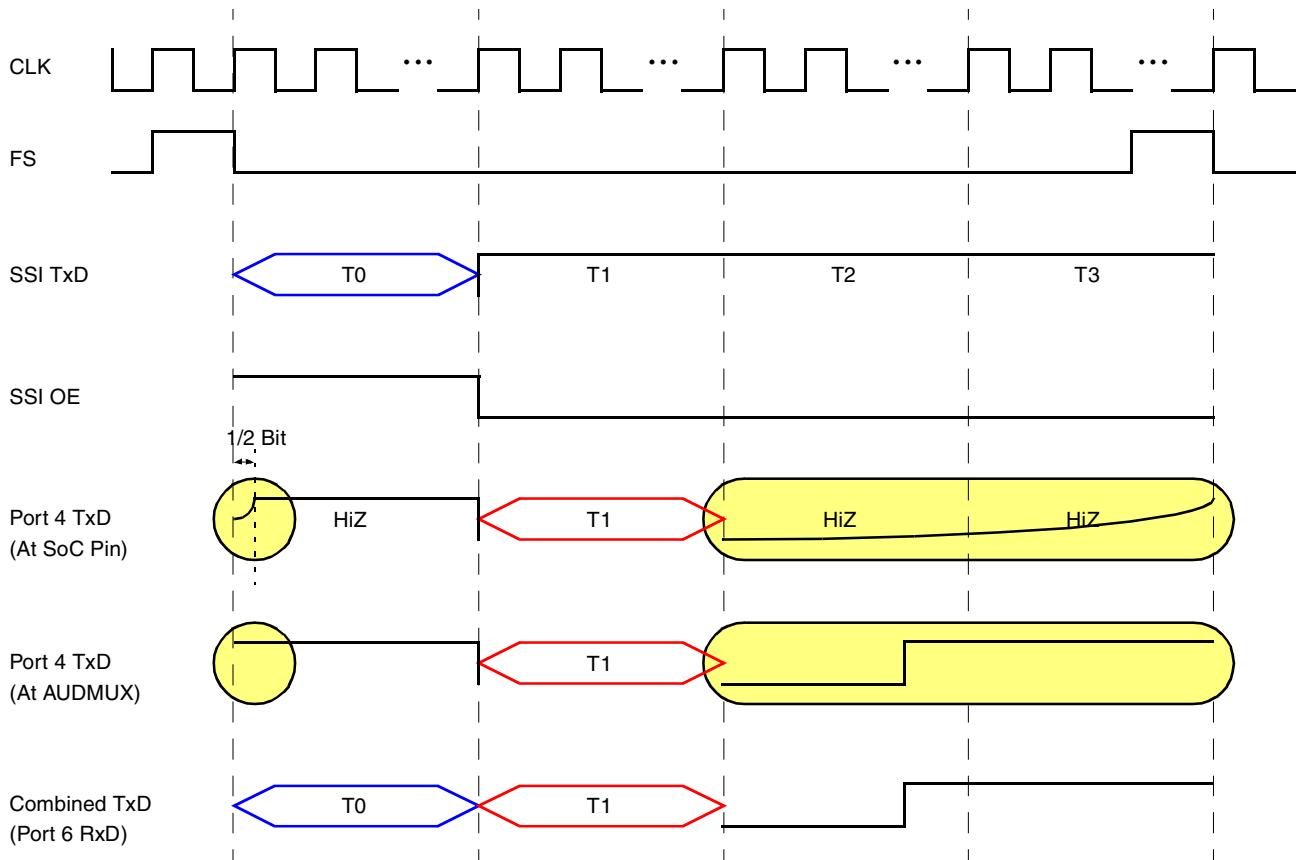 CLK
...
...
...
...
FS
SSI TxD
T0
T1
T2
T3
SSI OE
1/2 Bit
Port 4 TxD
(At SoC Pin)
HiZ
T1
HiZ
HiZ
Port 4 TxD
(At AUDMUX)
T1
Combined TxD
(Port 6 RxD)
T0
T1